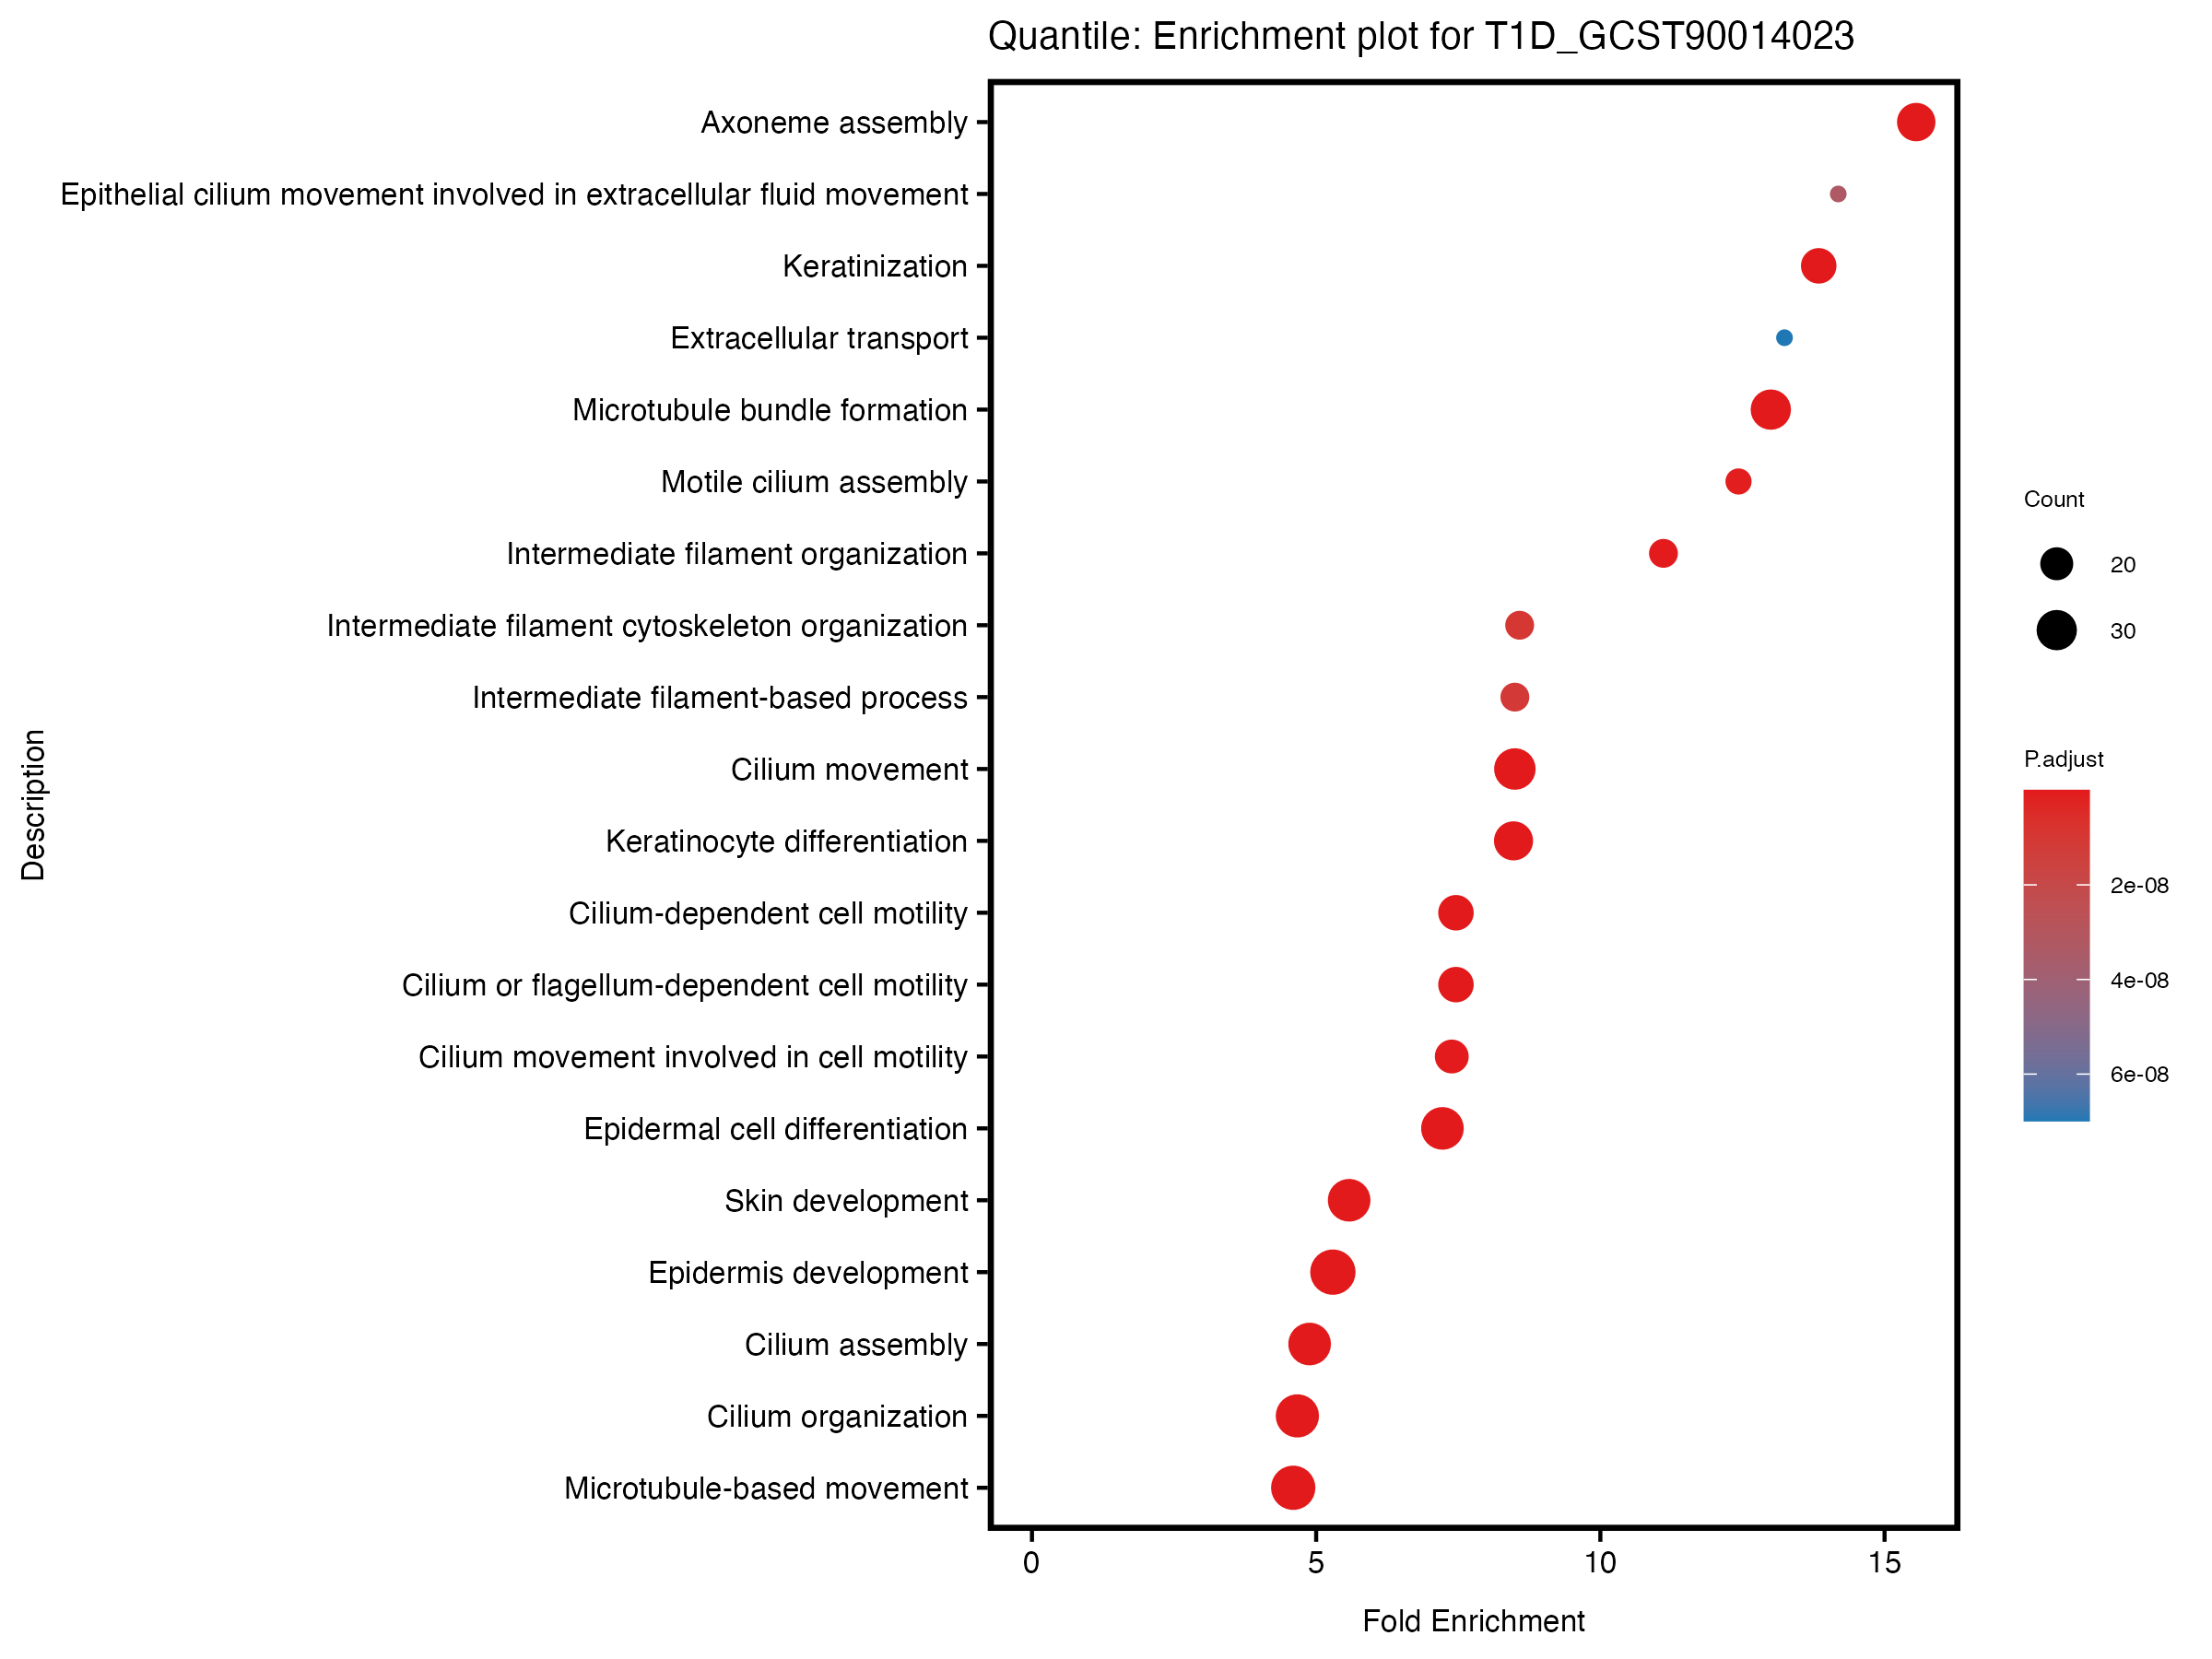 Quantile: Enrichment plot for T1D_GCST90014023
Axoneme assembly
Epithelial cilium movement involved in extracellular fluid movement
Keratinization
Extracellular transport
Microtubule bundle formation
Motile cilium assembly
Intermediate filament organization
Intermediate filament cytoskeleton organization
Intermediate filament-based process
Cilium movement
Keratinocyte differentiation
Cilium-dependent cell motility
Cilium or flagellum-dependent cell motility
Cilium movement involved in cell motility
Epidermal cell differentiation
Skin development
Epidermis development
Cilium assembly
Cilium organization
Microtubule-based movement
Description
0 5 10 15
Fold Enrichment
Count
20
30
P.adjust
2e-08
4e-08
6e-08